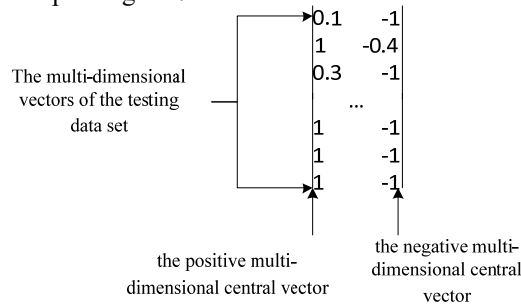 0.1 -1
1 -0.4
0.3 -1
...
1 -1
1 -1
1 -1
The multi-dimensional
vectors of the testing
data set
the positive multi-
dimensional central vector
the negative multi-
dimensional central
vector